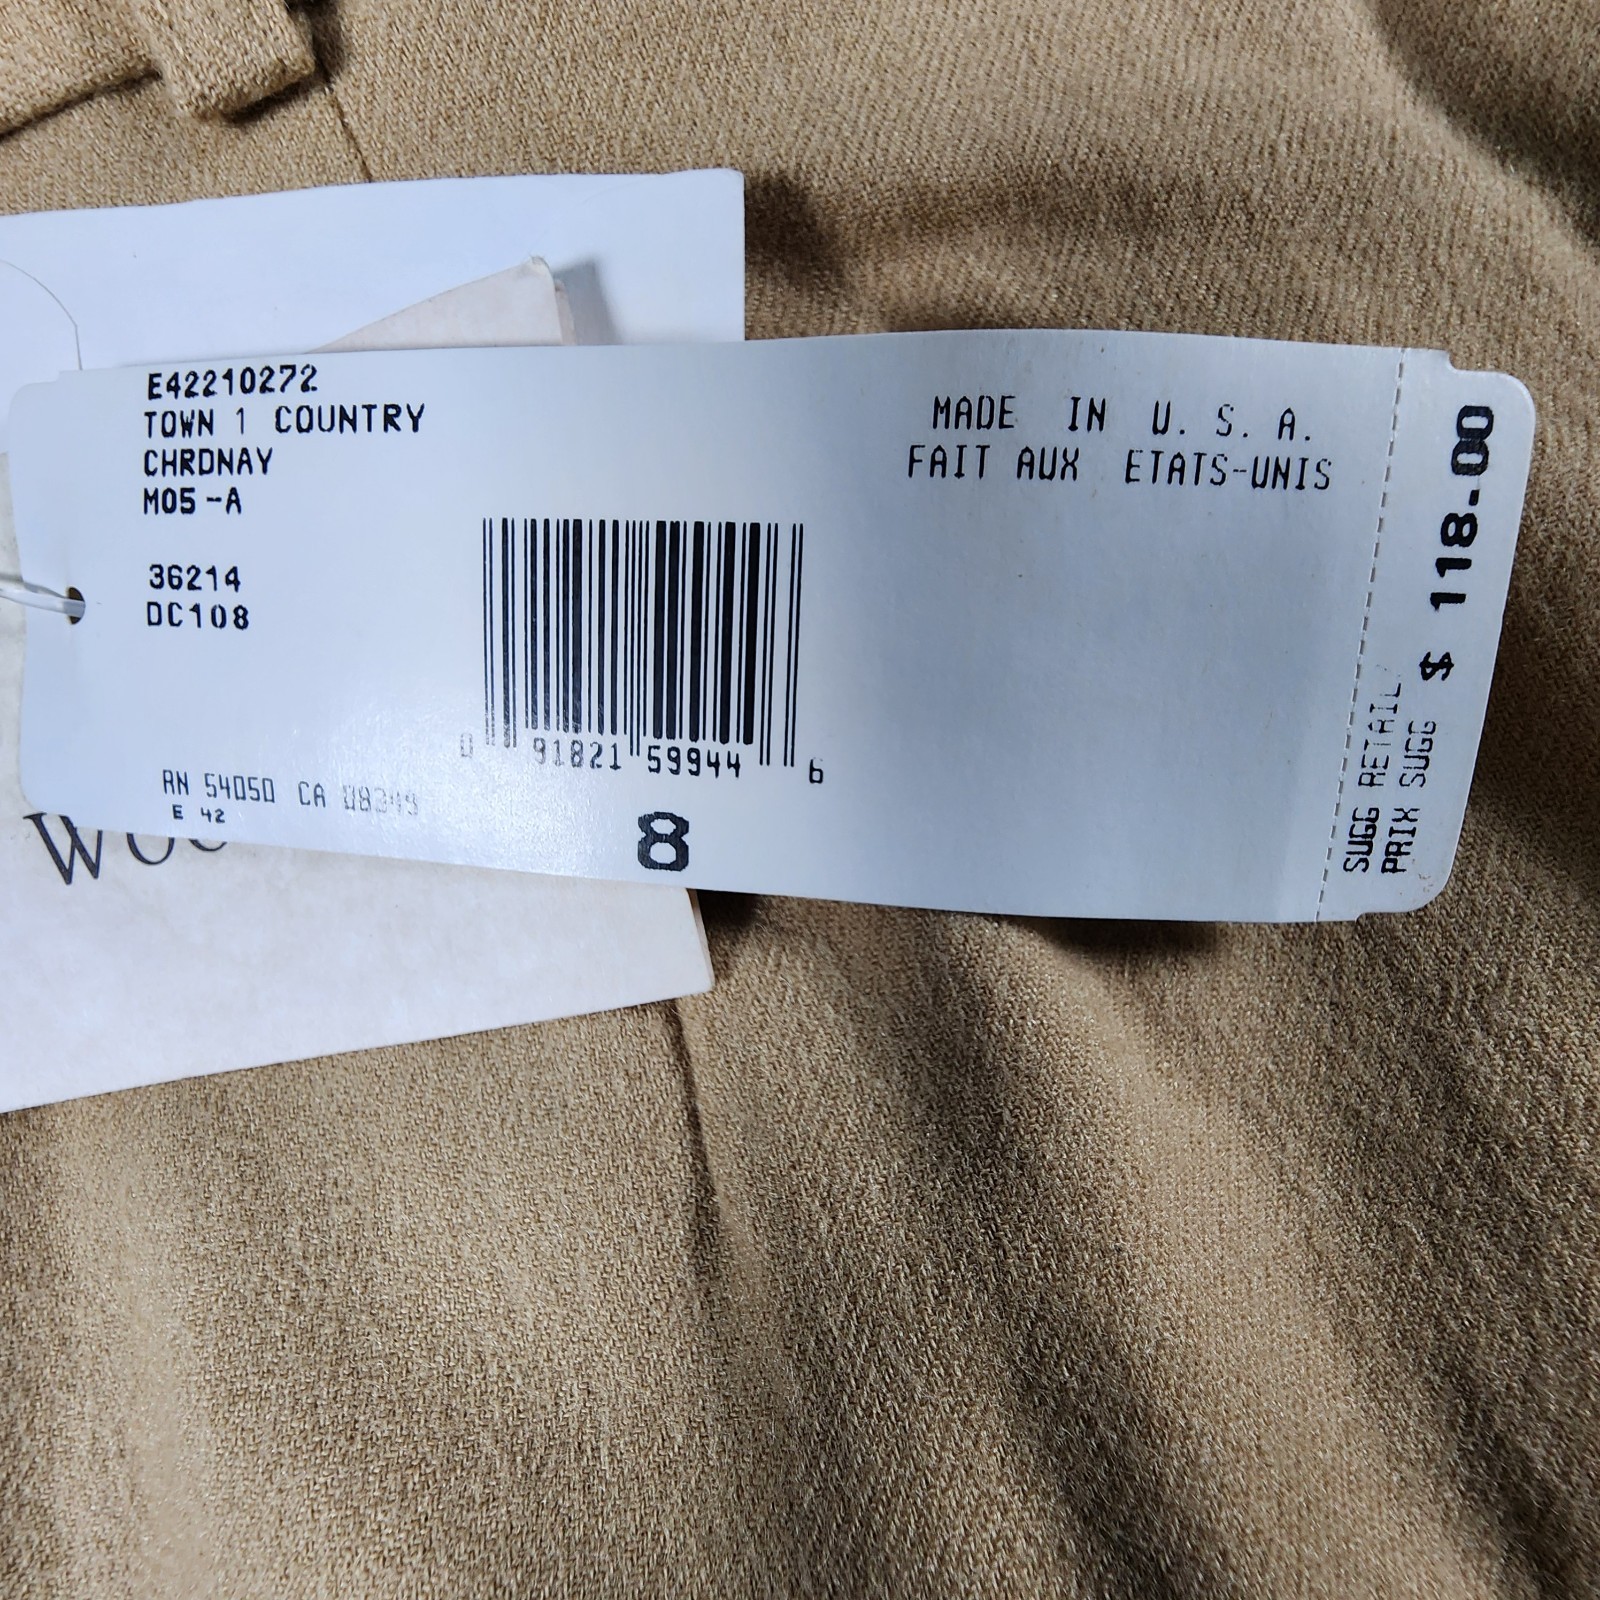 E42210272
TOWN 1 COUNTRY
CHRDNAY
M05-A
36214
DC108
MADE IN U. S. A.
FAIT AUX ETATS-UNIS
0 91821 59944 6
RN 54050 CA 08349
E 42
8
SUGG RETAIL/
PRIX SUGG $ 118.00